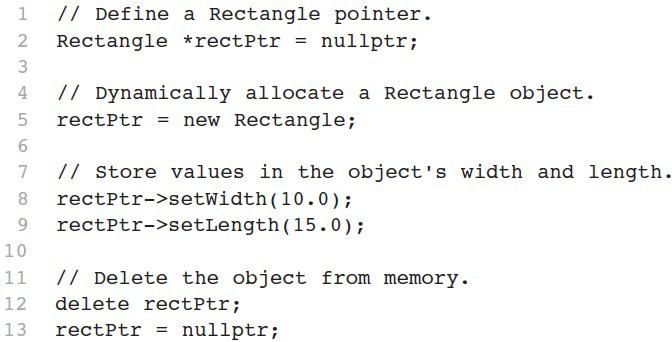 1 // Define a Rectangle pointer.
2 Rectangle *rectPtr = nullptr;
3
4 // Dynamically allocate a Rectangle object.
5 rectPtr = new Rectangle;
6
7 // Store values in the object's width and length.
8 rectPtr->setWidth(10.0);
9 rectPtr->setLength(15.0);
10
11 // Delete the object from memory.
12 delete rectPtr;
13 rectPtr = nullptr;